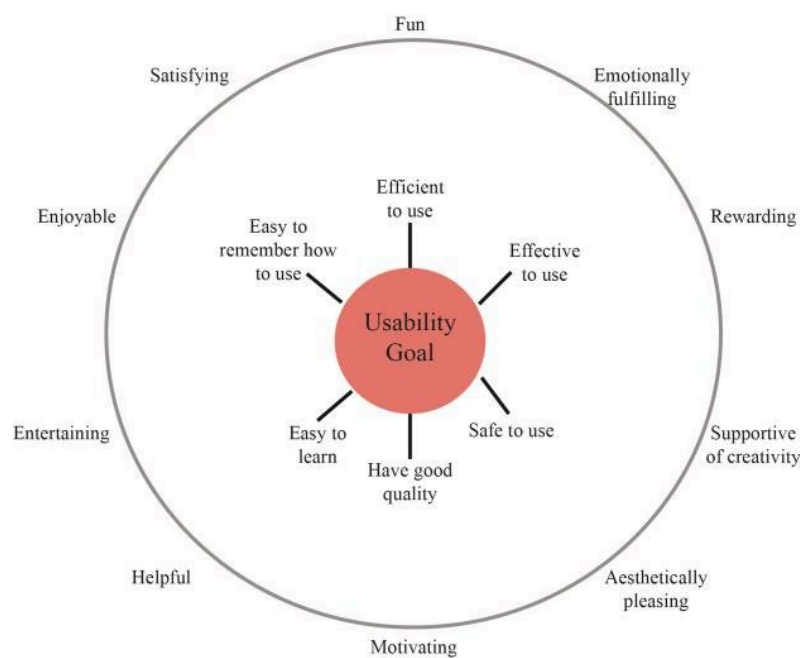 Fun
Satisfying
Emotionally
fulfilling
Enjoyable
Rewarding
Efficient
to use
Easy to
remember how
to use
Effective
to use
Usability
Goal
Easy to
learn
Have good
quality
Safe to use
Entertaining
Supportive
of creativity
Helpful
Aesthetically
pleasing
Motivating